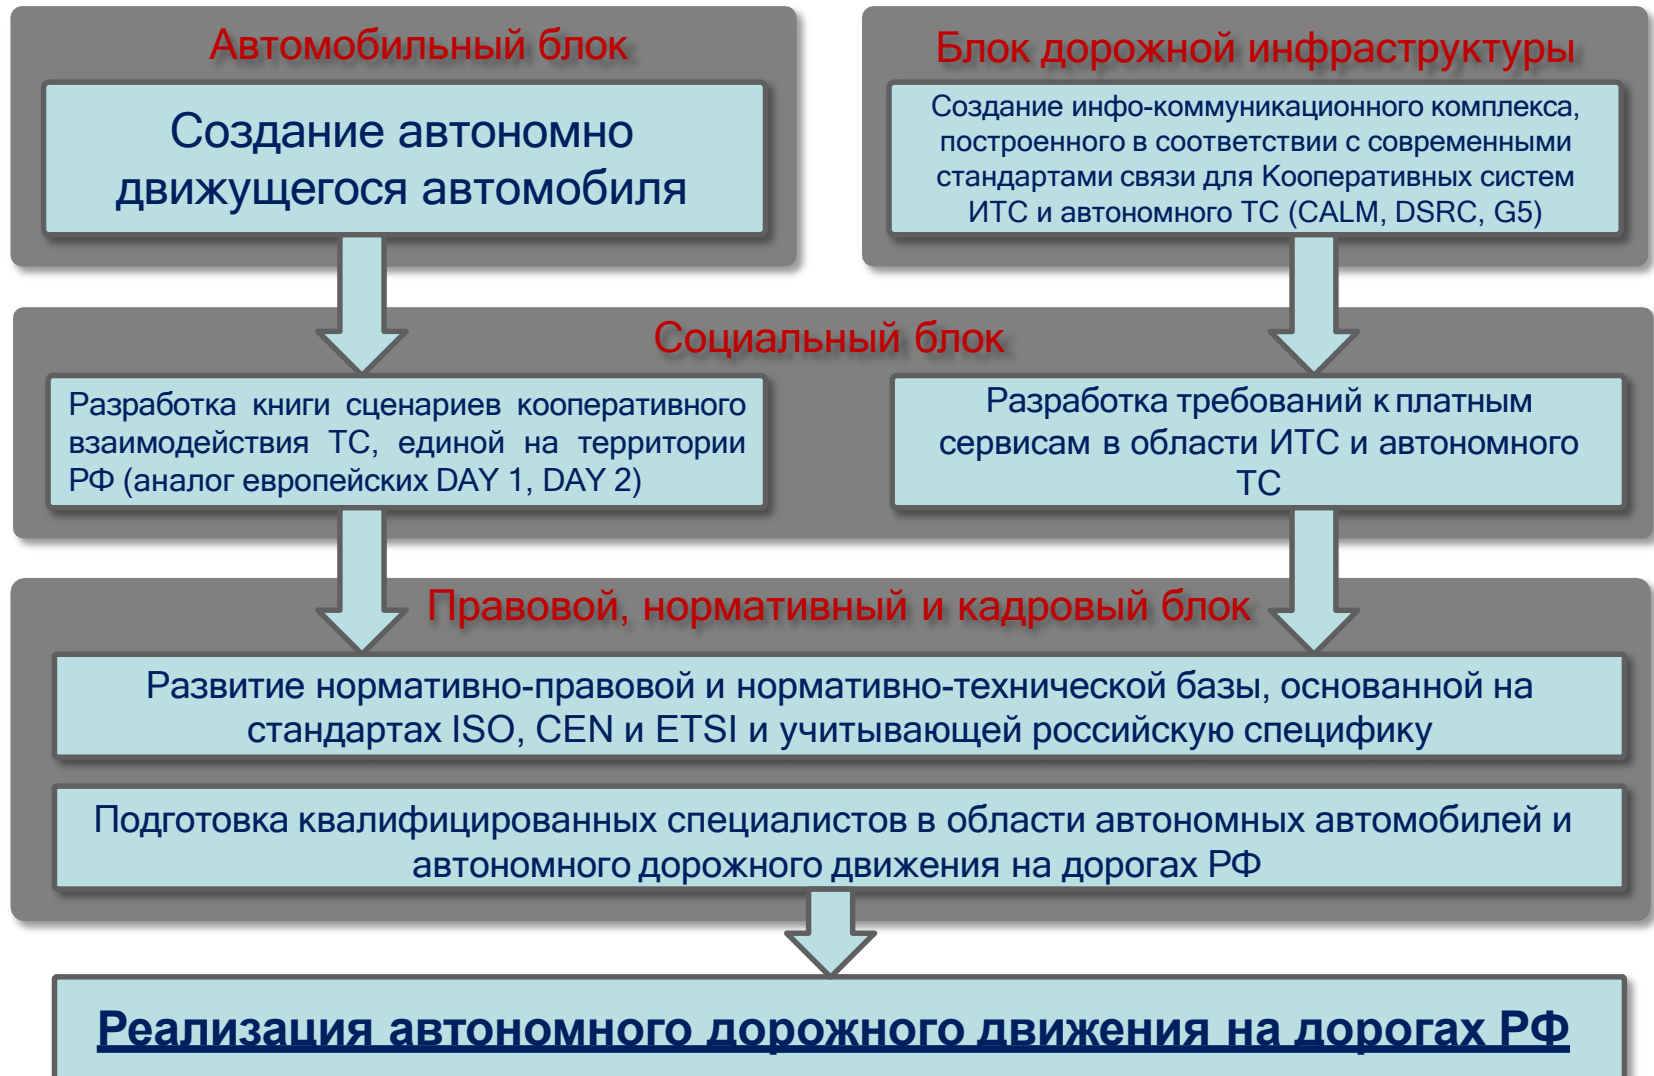 Автомобильный блок
Создание автономно
движущегося автомобиля
Блок дорожной инфраструктуры
Создание инфо-коммуникационного комплекса,
построенного в соответствии с современными
стандартами связи для Кооперативных систем
ИТС и автономного ТС (CALM, DSRC, G5)
Социальный блок
Разработка книги сценариев кооперативного
взаимодействия ТС, единой на территории
РФ (аналог европейских DAY 1, DAY 2)
Разработка требований к платным
сервисам в области ИТС и автономного
ТС
Правовой, нормативный и кадровый блок
Развитие нормативно-правовой и нормативно-технической базы, основанной на
стандартах ISO, CEN и ETSI и учитывающей российскую специфику
Подготовка квалифицированных специалистов в области автономных автомобилей и
автономного дорожного движения на дорогах РФ
Реализация автономного дорожного движения на дорогах РФ